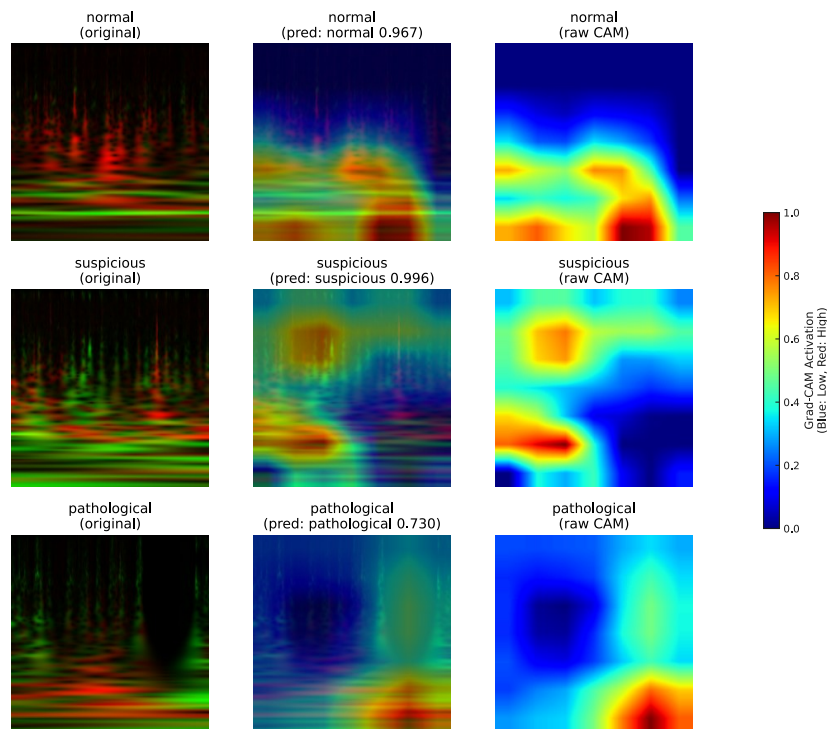 normal
(original)
normal
(pred: normal 0.967)
normal
(raw CAM)
suspicious
(original)
suspicious
(pred: suspicious 0.996)
suspicious
(raw CAM)
pathological
(original)
pathological
(pred: pathological 0.730)
pathological
(raw CAM)
1.0
0.8
0.6
0.4
0.2
0.0
Grad-CAM Activation
(Blue: Low, Red: High)